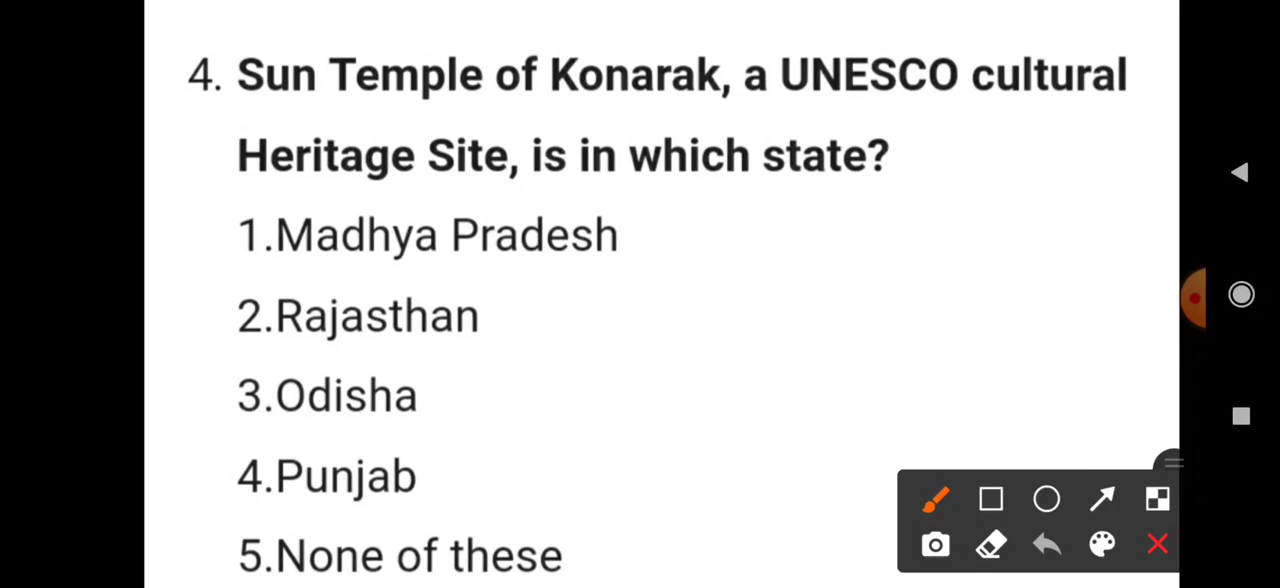 4. Sun Temple of Konarak, a UNESCO cultural
Heritage Site, is in which state?
1.Madhya Pradesh
2.Rajasthan
3.Odisha
4.Punjab
5.None of these